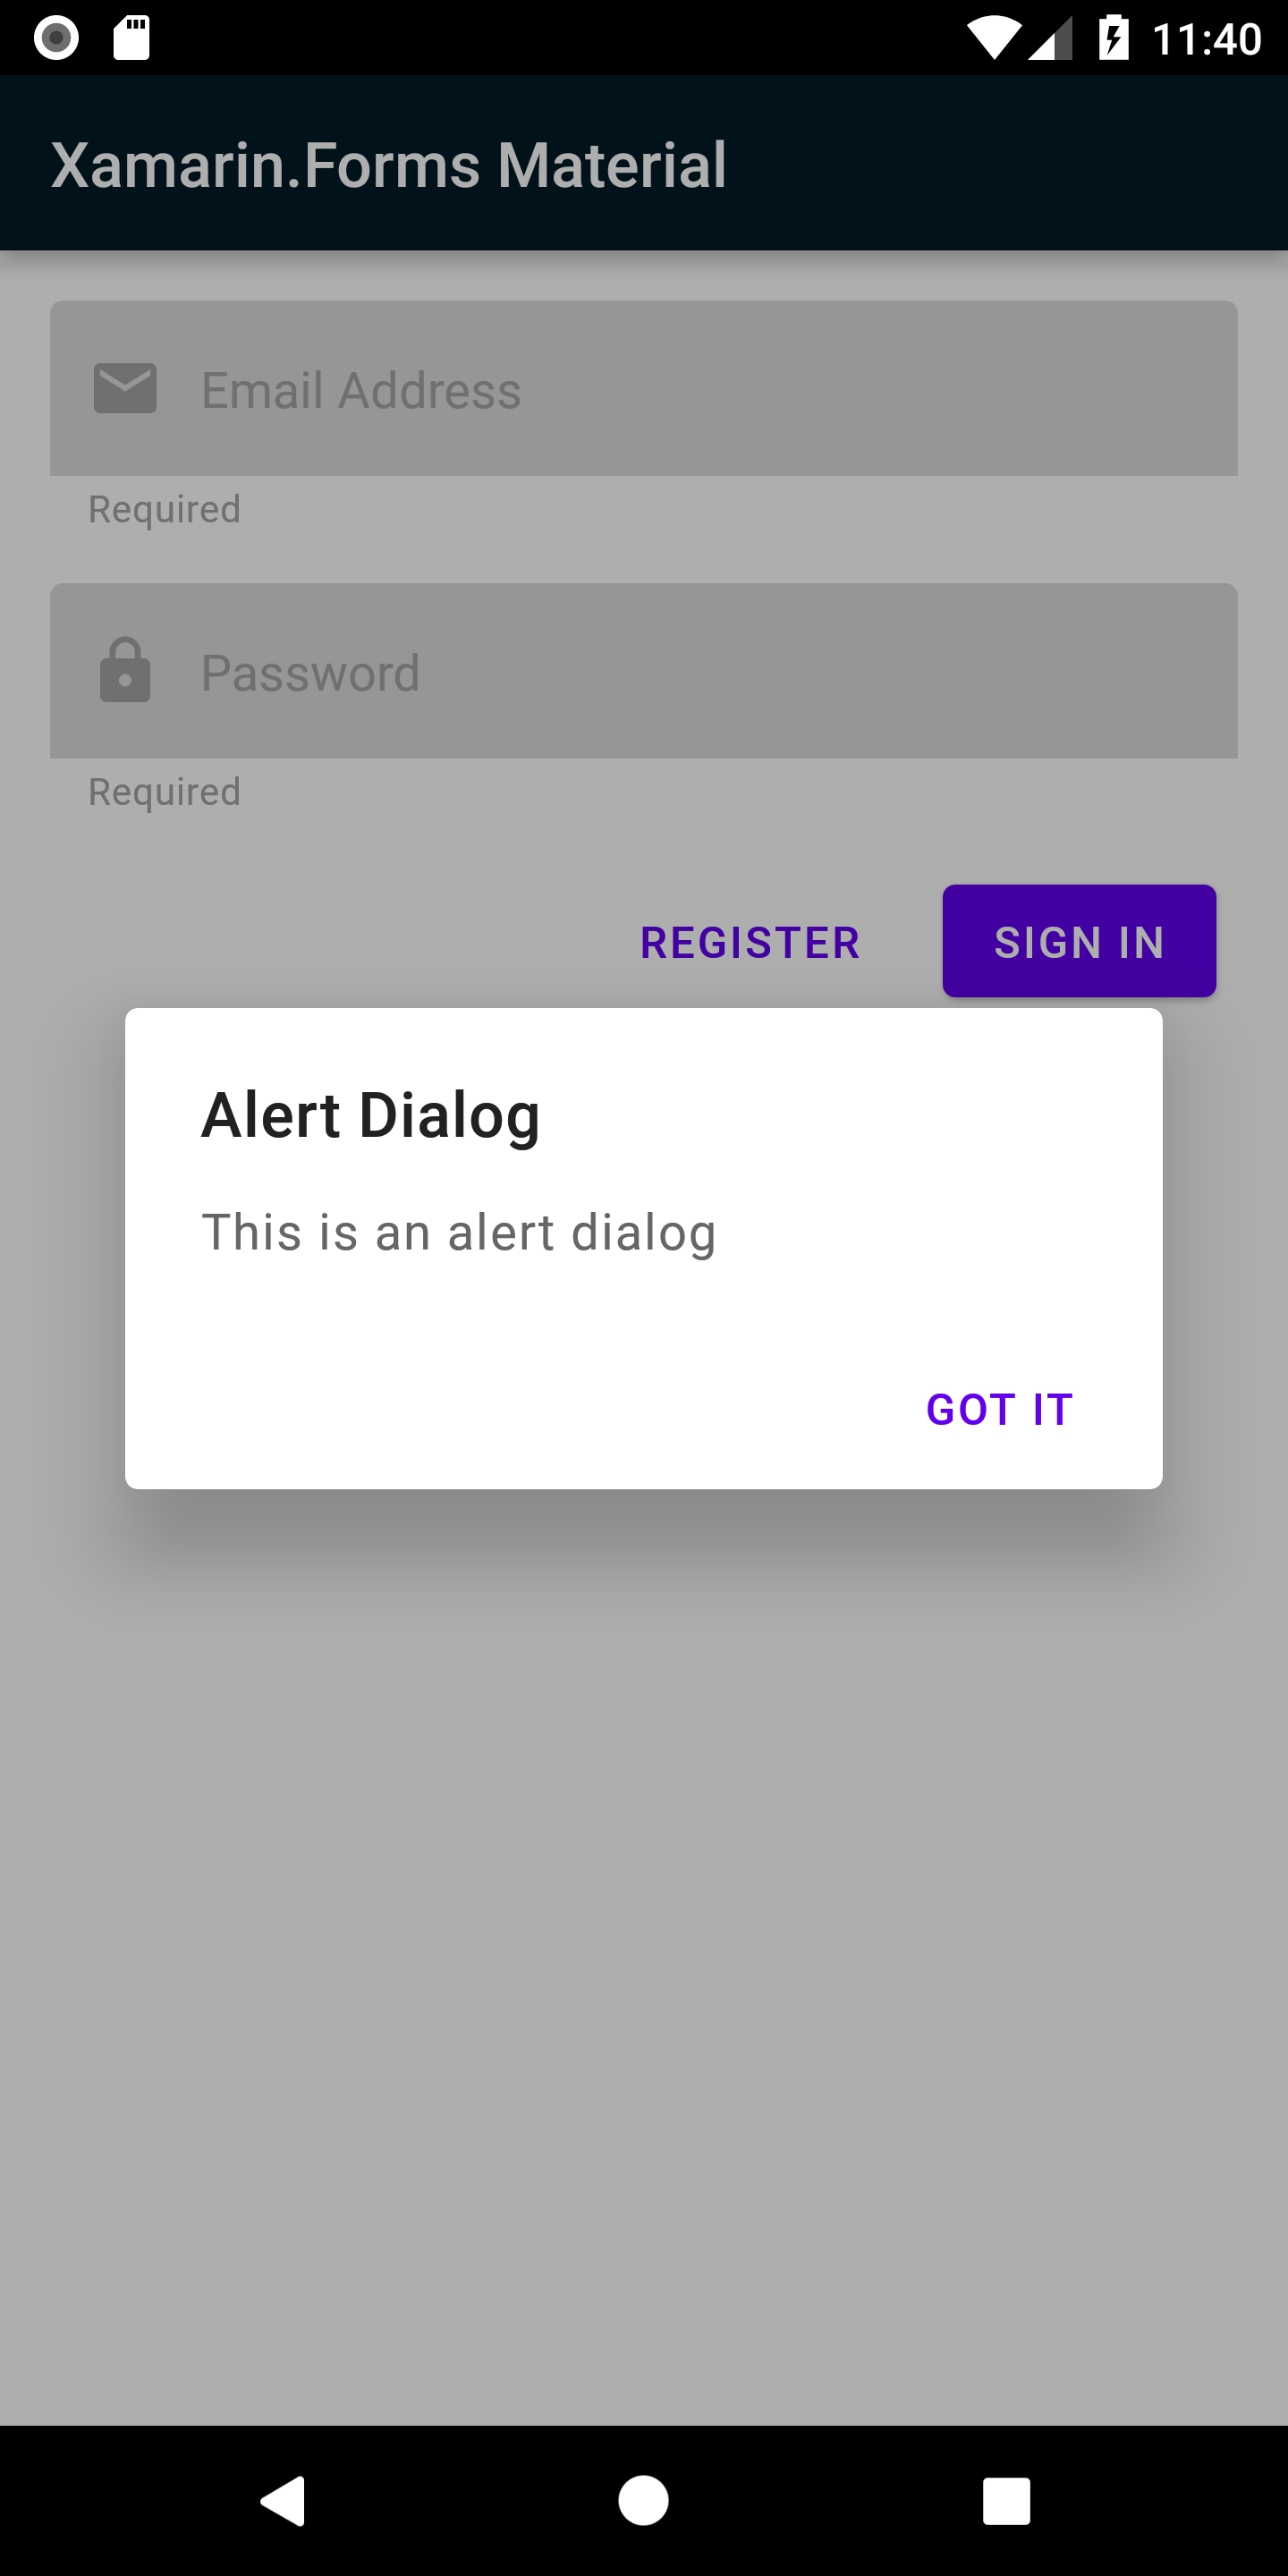 11:40
Xamarin.Forms Material
Email Address
Required
Password
Required
REGISTER SIGN IN
Alert Dialog
This is an alert dialog
GOT IT